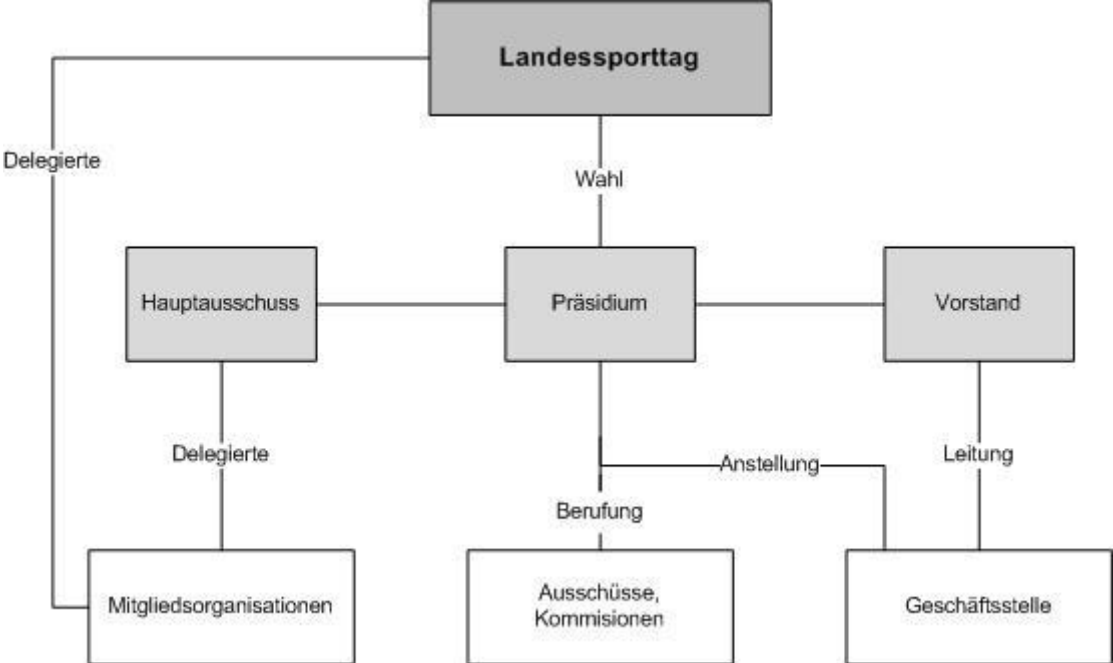 Landessporttag
Delegierte
Wahl
Hauptausschuss
Präsidium
Vorstand
Delegierte
Anstellung
Leitung
Berufung
Mitgliedsorganisationen
Ausschüsse,
Kommisionen
Geschäftsstelle